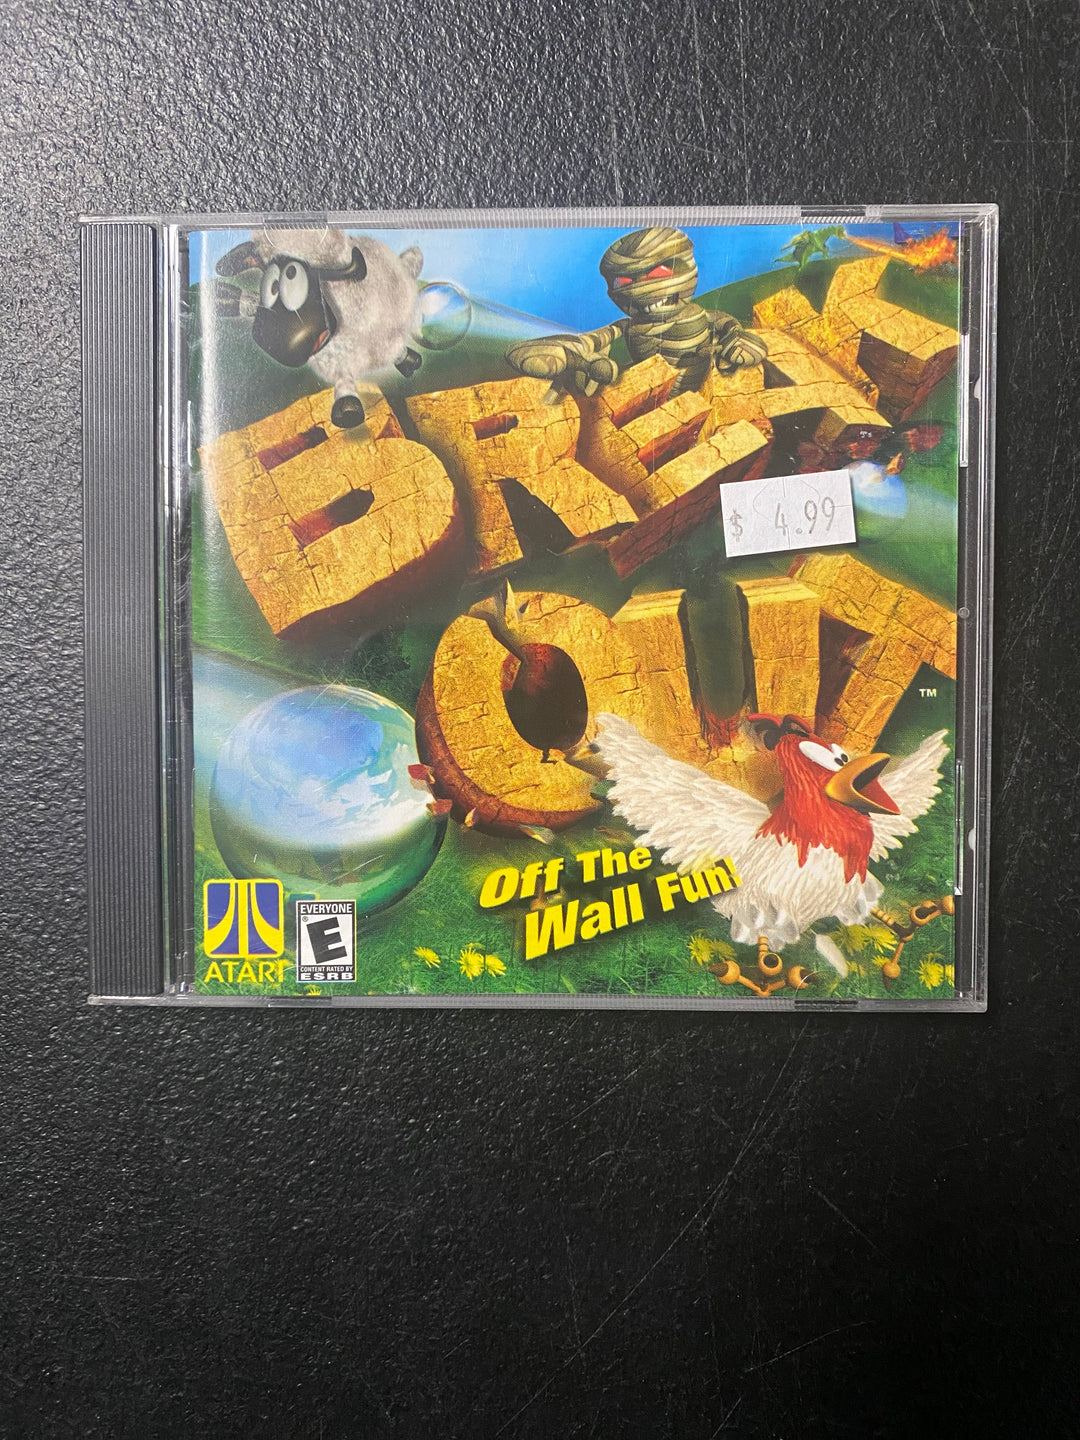 BREAK
$ 4.99
OUT
TM
Off The
Wall Fun!
ATARI
EVERYONE
E
®
CONTENT RATED BY
ESRB